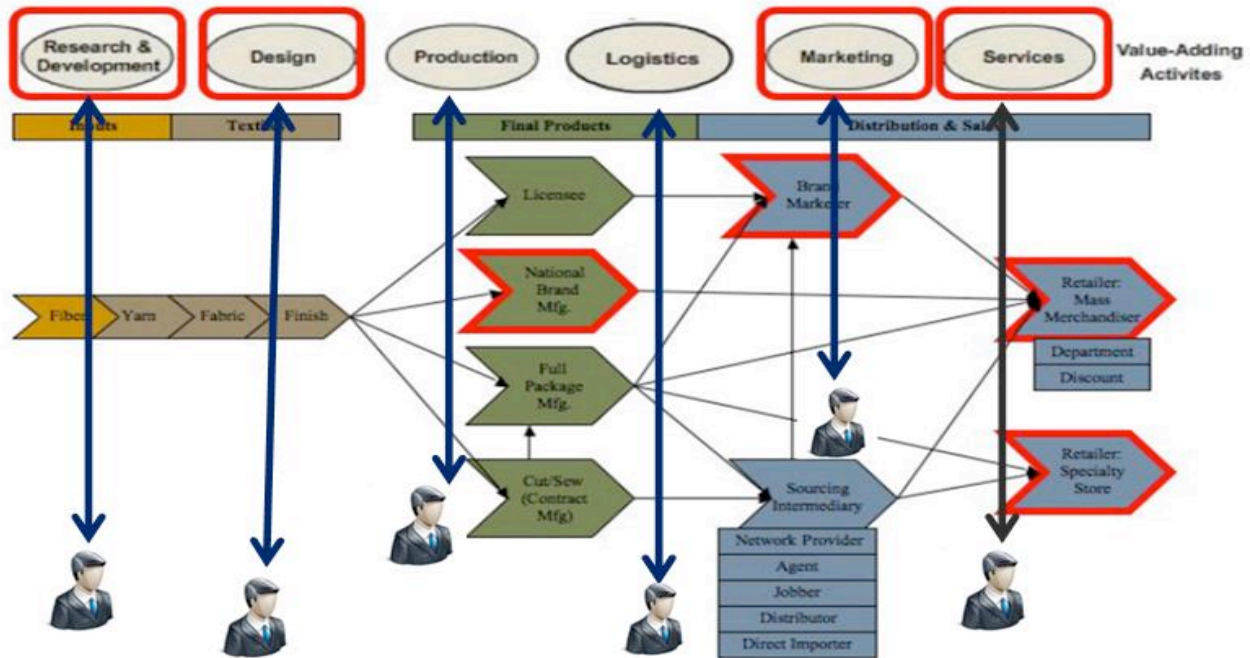 Research &
Development
Design
Production
Logistics
Marketing
Services
Value-Adding
Activites
Final Products
Distribution &
Licensee
Brand
Marketer
National
Brand
Mfg.
Retailer:
Mass
Merchandiser
Department
Discount
Fiber
Yarn
Fabric
Finish
Full
Package
Mfg.
Cut/Sew
(Contract
Mfg)
Sourcing
Intermediary
Retailer:
Specialty
Store
Network Provider
Agent
Jobber
Distributor
Direct Importer